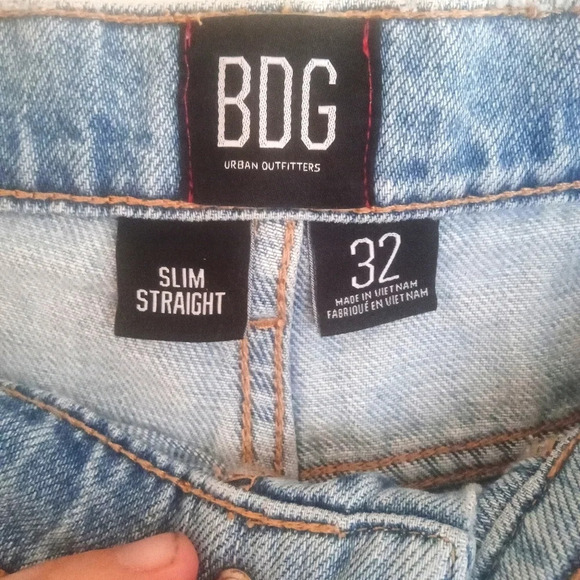 BDG
URBAN OUTFITTERS
SLIM
STRAIGHT
32
MADE IN VIETNAM
FABRIQUÉ EN VIETNAM